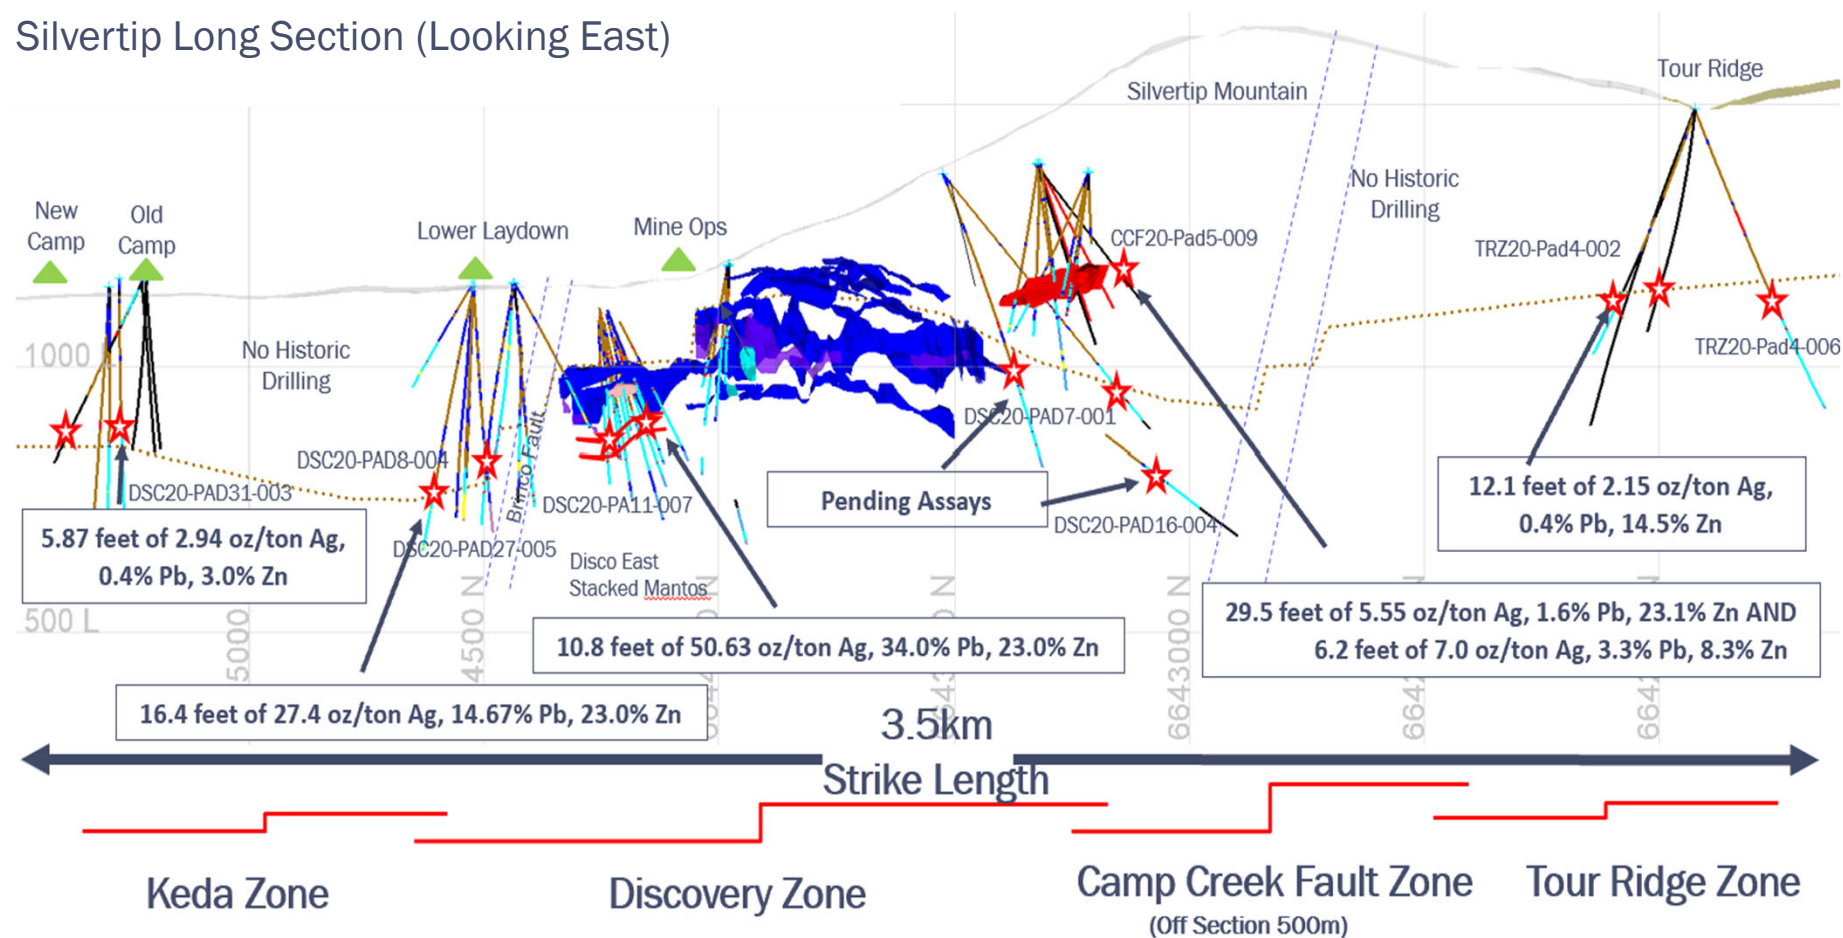 Silvertip Long Section (Looking East)
Tour Ridge
Silvertip Mountain
No Historic
Drilling
New
Camp
Old
Camp
Lower Laydown
Mine Ops
CCF20-Pad5-009
TRZ20-Pad4-002
TRZ20-Pad4-006
1000
No Historic
Drilling
DSC20-PAD7-001
DSC20-PAD8-004
DSC20-PAD31-003
Brinco Fault
DSC20-PA11-007
Pending Assays
DSC20-PAD16-004
12.1 feet of 2.15 oz/ton Ag,
0.4% Pb, 14.5% Zn
5.87 feet of 2.94 oz/ton Ag,
0.4% Pb, 3.0% Zn
DSC20-PAD27-005
Disco East
Stacked Mantos
500 L
5000
4500 N
N
N
6643000 N
29.5 feet of 5.55 oz/ton Ag, 1.6% Pb, 23.1% Zn AND
6.2 feet of 7.0 oz/ton Ag, 3.3% Pb, 8.3% Zn
10.8 feet of 50.63 oz/ton Ag, 34.0% Pb, 23.0% Zn
16.4 feet of 27.4 oz/ton Ag, 14.67% Pb, 23.0% Zn
3.5km
Strike Length
Keda Zone
Discovery Zone
Camp Creek Fault Zone
(Off Section 500m)
Tour Ridge Zone